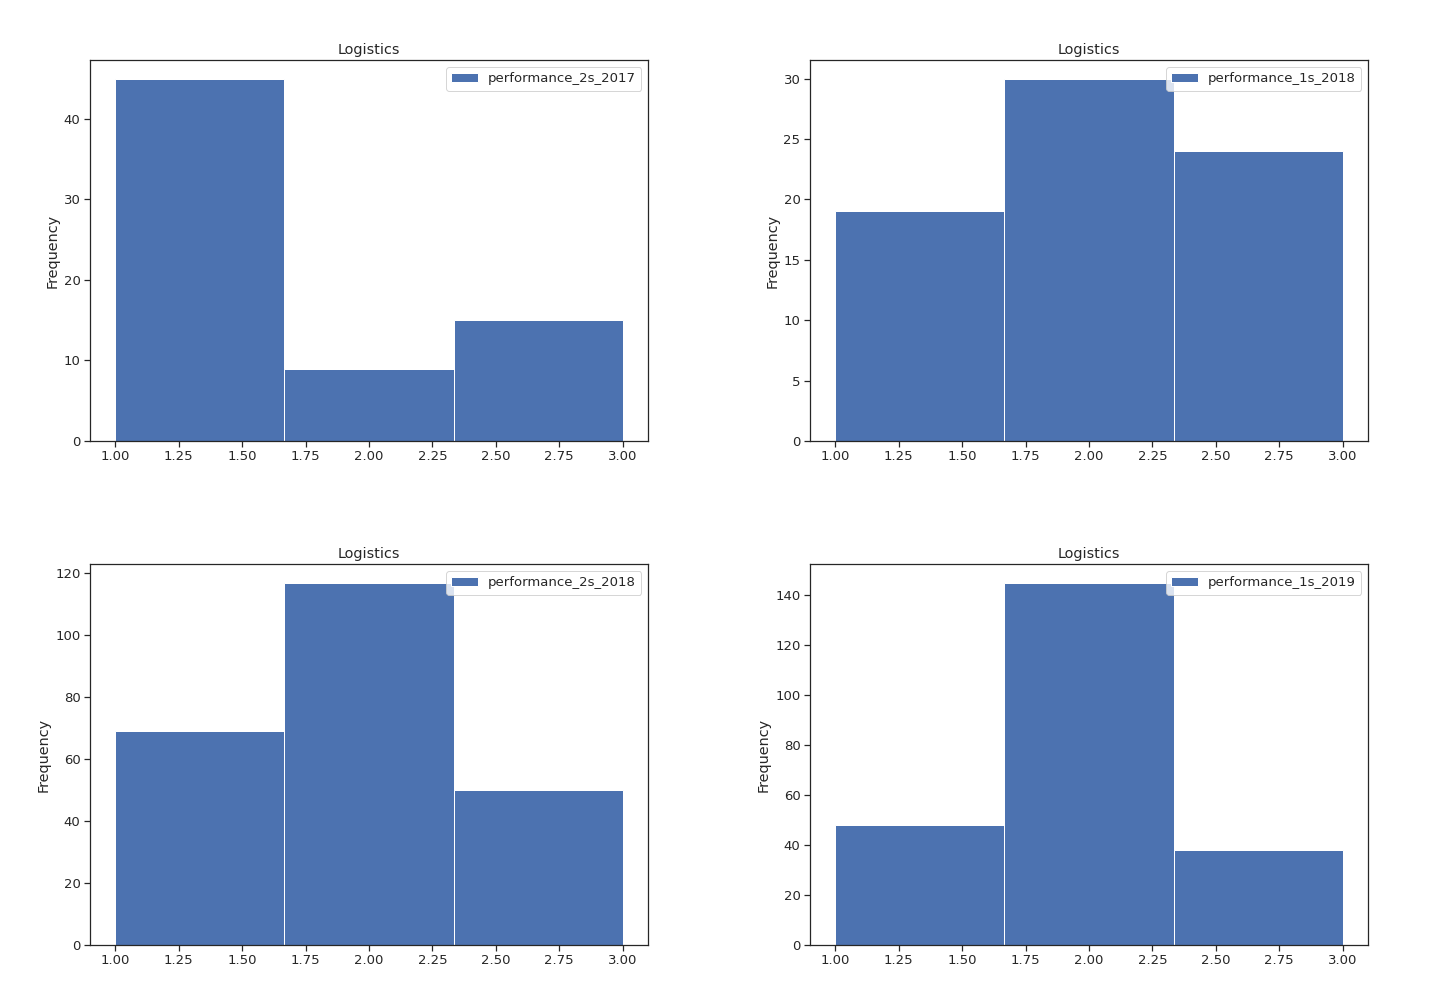 Logistics
performance_2s_2017
40
30
20
10
0
Frequency
1.00 1.25 1.50 1.75 2.00 2.25 2.50 2.75 3.00
Logistics
performance_1s_2018
30
25
20
15
10
5
0
Frequency
1.00 1.25 1.50 1.75 2.00 2.25 2.50 2.75 3.00
Logistics
performance_2s_2018
120
100
80
60
40
20
0
Frequency
1.00 1.25 1.50 1.75 2.00 2.25 2.50 2.75 3.00
Logistics
performance_1s_2019
140
120
100
80
60
40
20
0
Frequency
1.00 1.25 1.50 1.75 2.00 2.25 2.50 2.75 3.00